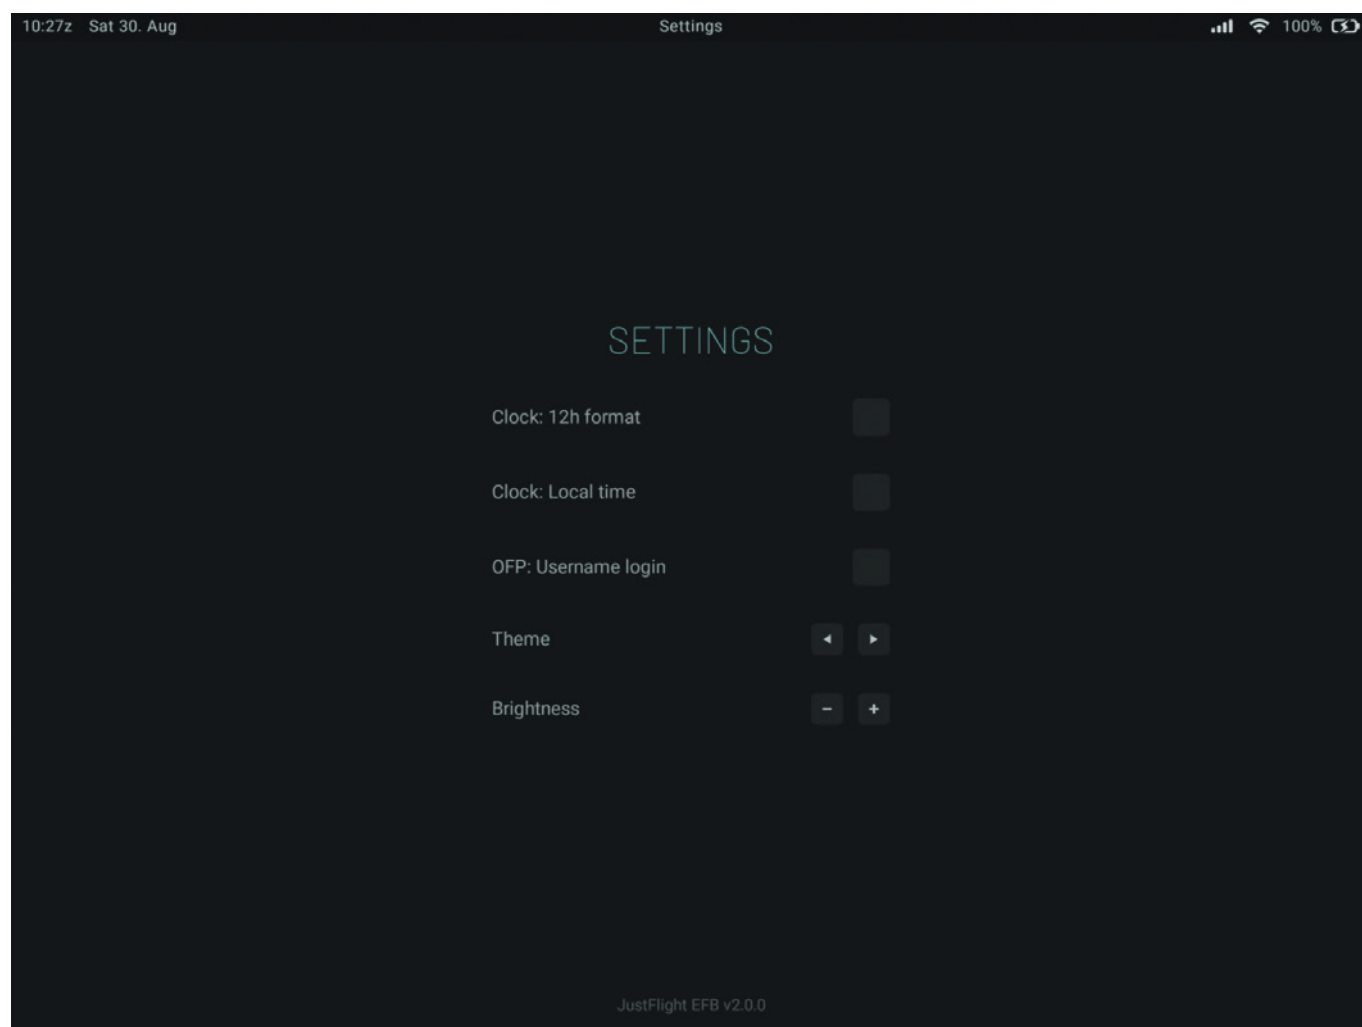 10:27z Sat 30. Aug Settings 100%
SETTINGS
Clock: 12h format
Clock: Local time
OFP: Username login
Theme
Brightness
JustFlight EFB v2.0.0